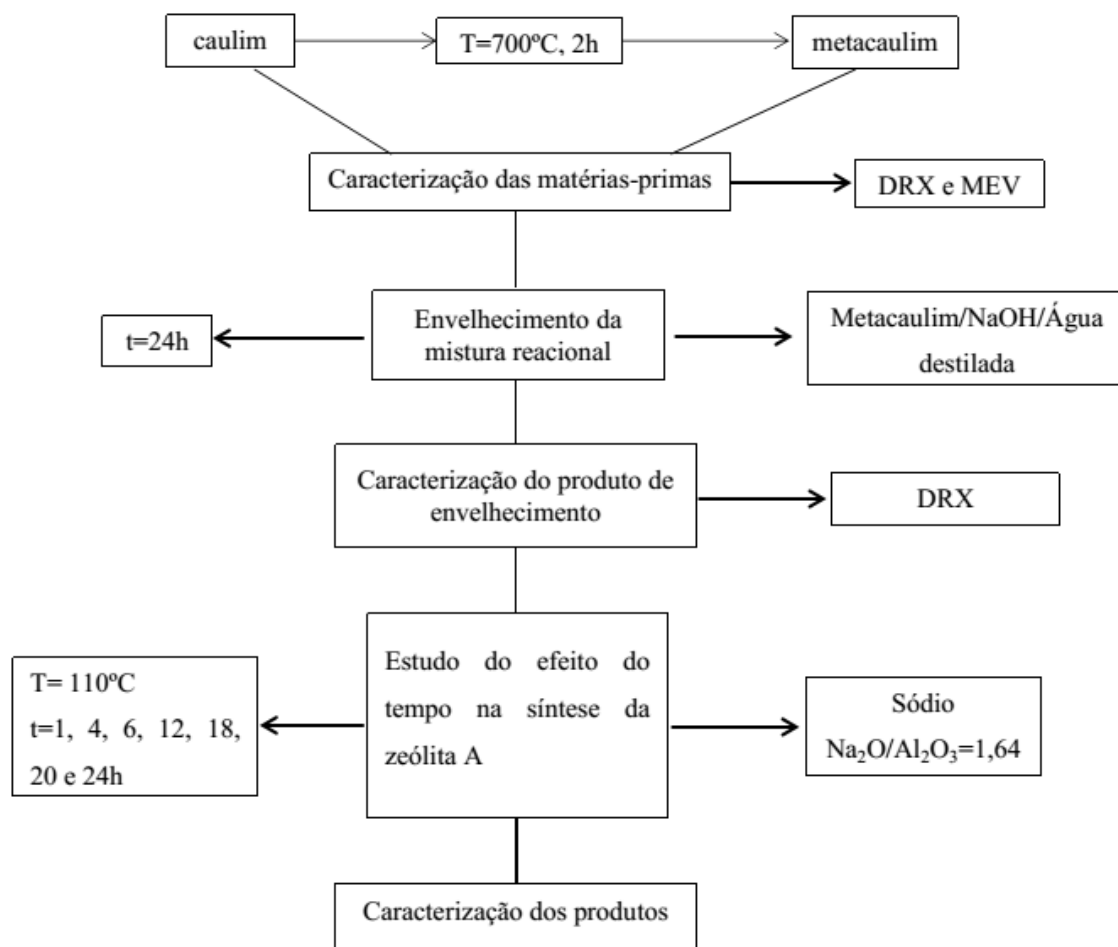 caulim
T=700ºC, 2h
metacaulim
Caracterização das matérias-primas
DRX e MEV
t=24h
Envelhecimento da
mistura reacional
Metacaulim/NaOH/Água
destilada
Caracterização do produto de
envelhecimento
DRX
T= 110ºC
t=1, 4, 6, 12, 18,
20 e 24h
Estudo do efeito do
tempo na síntese da
zeólita A
Sódio
Na₂O/Al₂O₃=1,64
Caracterização dos produtos